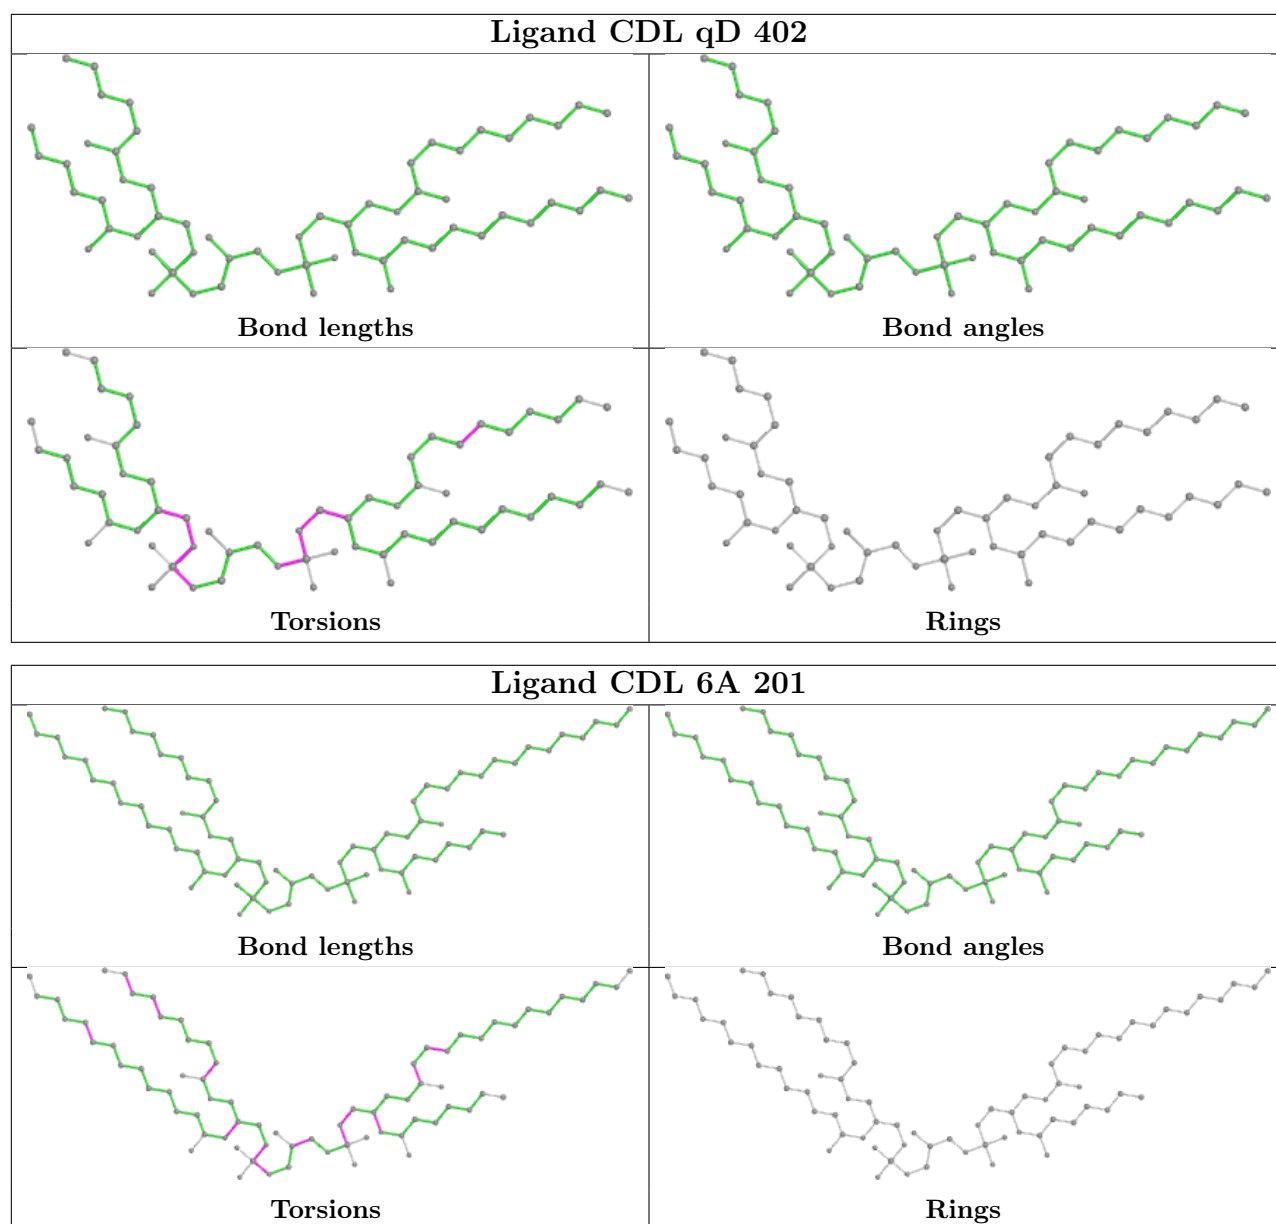 Ligand CDL qD 402
Bond lengths
Bond angles
Torsions
Rings
Ligand CDL 6A 201
Bond lengths
Bond angles
Torsions
Rings